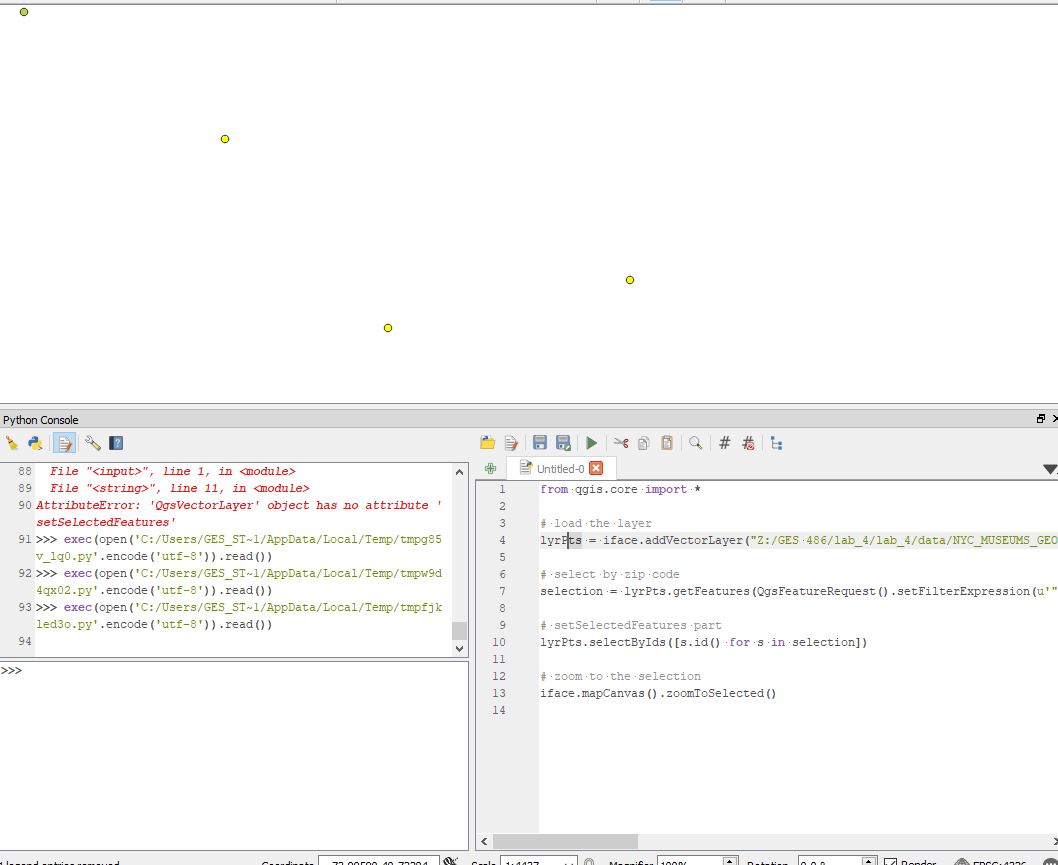 Python Console
Untitled-0
88 File "<input>", line 1, in <module>
89 File "<string>", line 11, in <module>
90 AttributeError: 'QgsVectorLayer' object has no attribute '
setSelectedFeatures'
91 >>> exec(open('C:/Users/GES_ST~1/AppData/Local/Temp/tmpg85
v_lq0.py'.encode('utf-8')).read())
92 >>> exec(open('C:/Users/GES_ST~1/AppData/Local/Temp/tmpw9d
4qx02.py'.encode('utf-8')).read())
93 >>> exec(open('C:/Users/GES_ST~1/AppData/Local/Temp/tmpfjk
led3o.py'.encode('utf-8')).read())
94
>>>
1 from qgis.core import *
2
3 # load the layer
4 lyrPts = iface.addVectorLayer("Z:/GES 486/lab_4/lab_4/data/NYC_MUSEUMS_GEO
5
6 # select by zip code
7 selection = lyrPts.getFeatures(QgsFeatureRequest().setFilterExpression(u'"
8
9 # setSelectedFeatures part
10 lyrPts.selectByIds([s.id() for s in selection])
11
12 # zoom to the selection
13 iface.mapCanvas().zoomToSelected()
14
legend entries removed Coordinate Scale 1:4437 Magnifier 100% Rotation 0.0 ° Render EPSG:4326